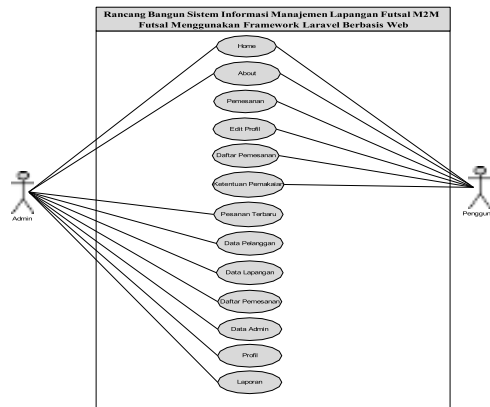 Rancang Bangun Sistem Informasi Manajemen Lapangan Futsal M2M
Futsal Menggunakan Framework Laravel Berbasis Web
Home
About
Pemesanan
Edit Profil
Daftar Pemesanan
Ketentuan Pemakaian
Pesanan Terbaru
Data Pelanggan
Data Lapangan
Daftar Pemesanan
Data Admin
Profil
Laporan
Admin
Penggun